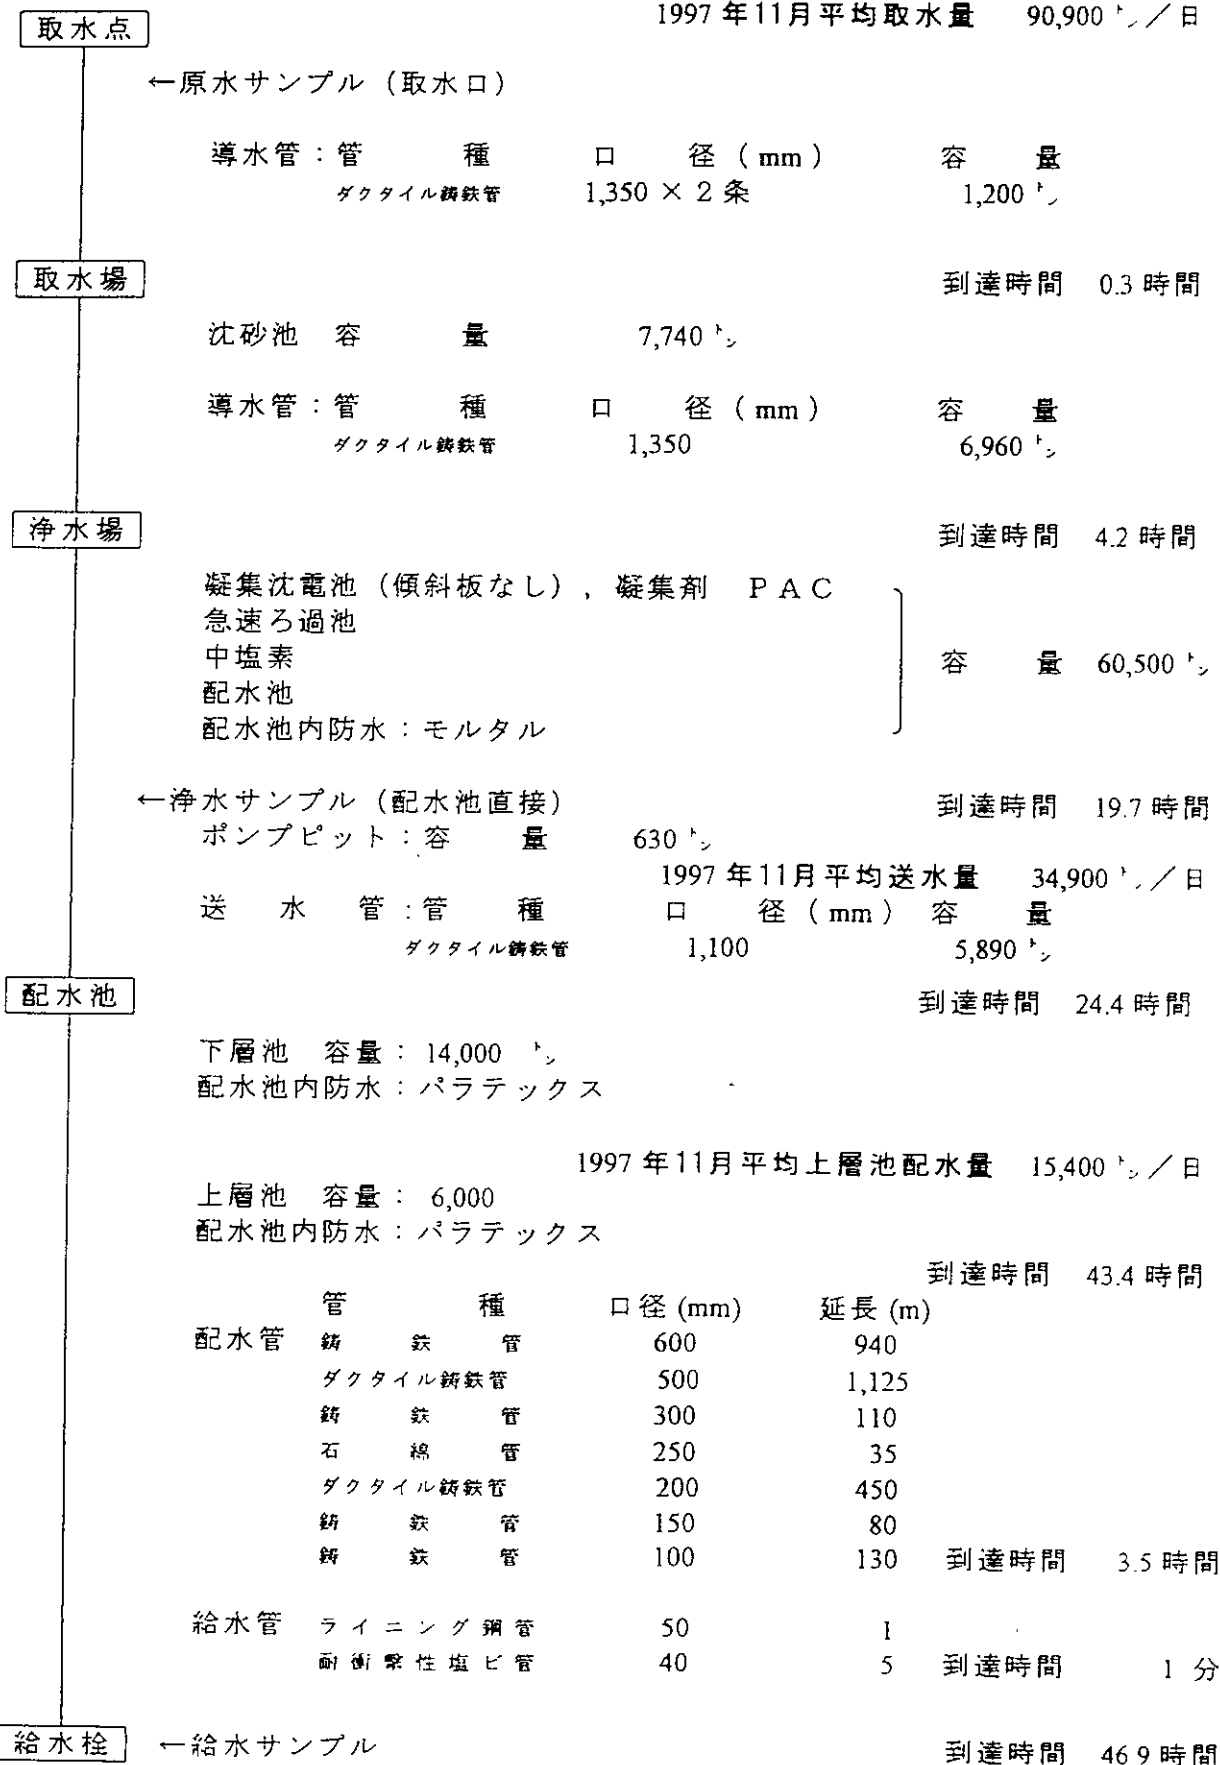 1997年11月平均取水量 90,900㌧／日
取水点
←原水サンプル（取水口）
導水管：管種 口径（mm） 容量
ダクタイル鋳鉄管 1,350×2条 1,200㌧
取水場 到達時間 0.3時間
沈砂池 容量 7,740㌧
導水管：管種 口径（mm） 容量
ダクタイル鋳鉄管 1,350 6,960㌧
浄水場 到達時間 4.2時間
凝集沈電池（傾斜板なし），凝集剤 PAC
急速ろ過池
中塩素 容量 60,500㌧
配水池
配水池内防水：モルタル
←浄水サンプル（配水池直接） 到達時間 19.7時間
ポンプピット：容量 630㌧
1997年11月平均送水量 34,900㌧／日
送水管：管種 口径（mm） 容量
ダクタイル鋳鉄管 1,100 5,890㌧
配水池 到達時間 24.4時間
下層池 容量：14,000㌧
配水池内防水：パラテックス
1997年11月平均上層池配水量 15,400㌧／日
上層池 容量：6,000
配水池内防水：パラテックス
到達時間 43.4時間
管種 口径(mm) 延長(m)
配水管 鋳鉄管 600 940
ダクタイル鋳鉄管 500 1,125
鋳鉄管 300 110
石綿管 250 35
ダクタイル鋳鉄管 200 450
鋳鉄管 150 80
鋳鉄管 100 130 到達時間 3.5時間
給水管 ライニング鋼管 50 1
耐衝撃性塩ビ管 40 5 到達時間 1分
給水栓 ←給水サンプル 到達時間 46.9時間